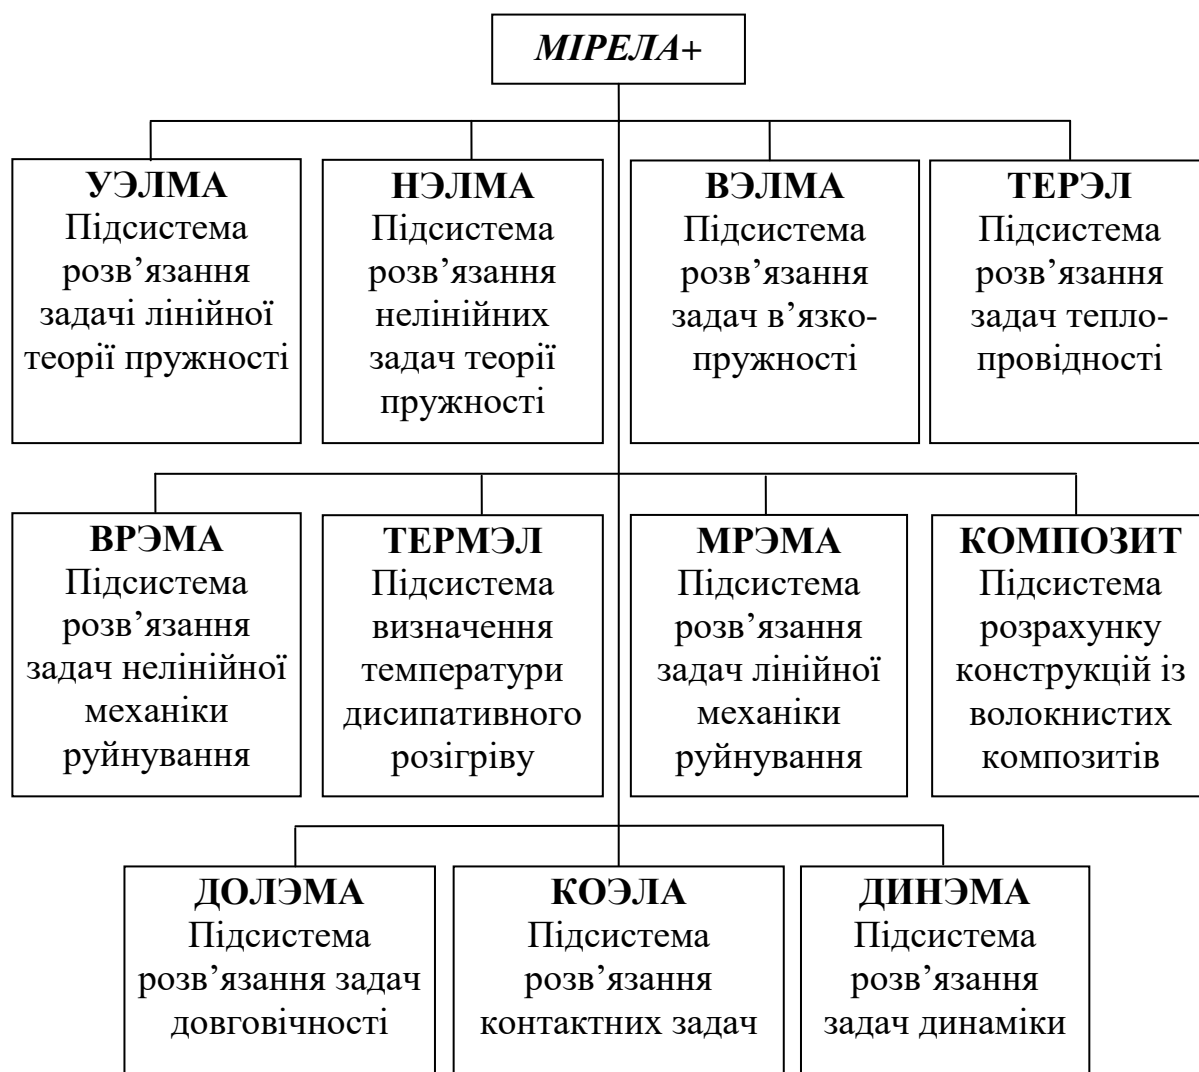 МІРЕЛА+
УЭЛМА
Підсистема
розв’язання
задачі лінійної
теорії пружності
НЭЛМА
Підсистема
розв’язання
нелінійних
задач теорії
пружності
ВЭЛМА
Підсистема
розв’язання
задач в’язко-
пружності
ТЕРЭЛ
Підсистема
розв’язання
задач тепло-
провідності
ВРЭМА
Підсистема
розв’язання
задач нелінійної
механіки
руйнування
ТЕРМЭЛ
Підсистема
визначення
температури
дисипативного
розігріву
МРЭМА
Підсистема
розв’язання
задач лінійної
механіки
руйнування
КОМПОЗИТ
Підсистема
розрахунку
конструкцій із
волокнистих
композитів
ДОЛЭМА
Підсистема
розв’язання задач
довговічності
КОЭЛА
Підсистема
розв’язання
контактних задач
ДИНЭМА
Підсистема
розв’язання
задач динаміки